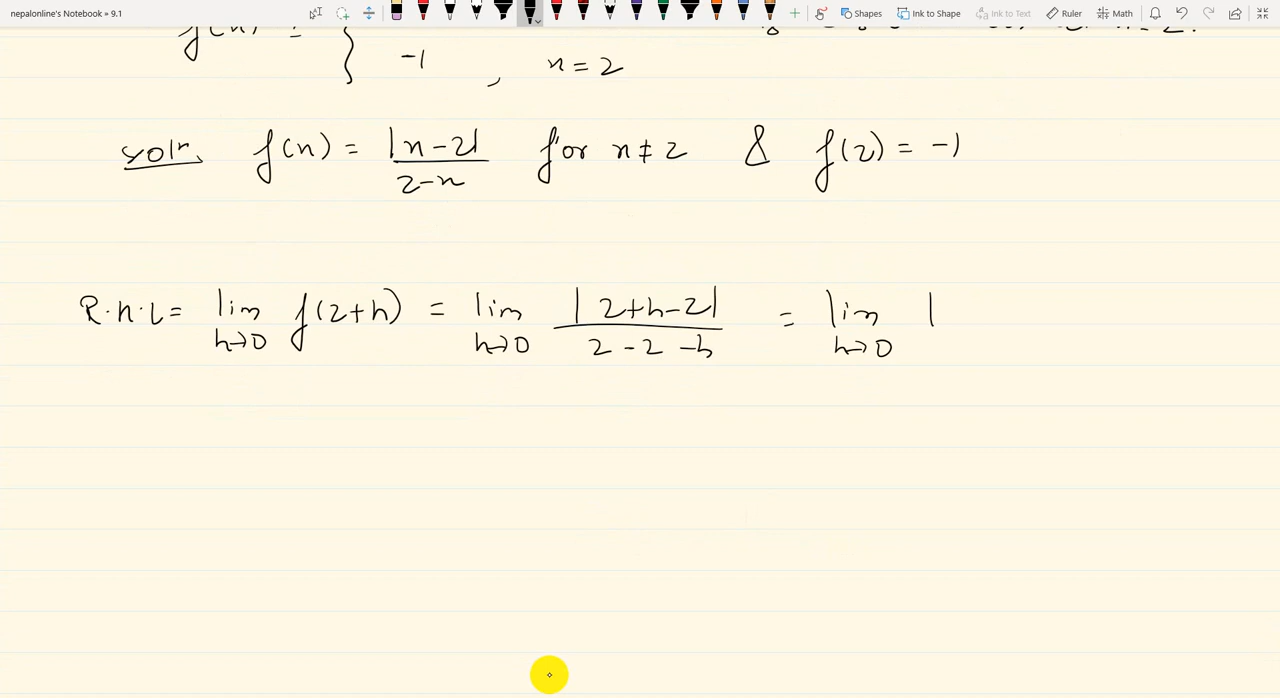 nepalonline's Notebook » 9.1
Shapes Ink to Shape Ink to Text Ruler Math
f(x) =
-1 , x = 2
soln. f(x) = |x-2|/(2-x) for x ≠ 2 & f(2) = -1
R.H.L = lim h→0 f(2+h) = lim h→0 |2+h-2|/(2-2-h) = lim h→0 |